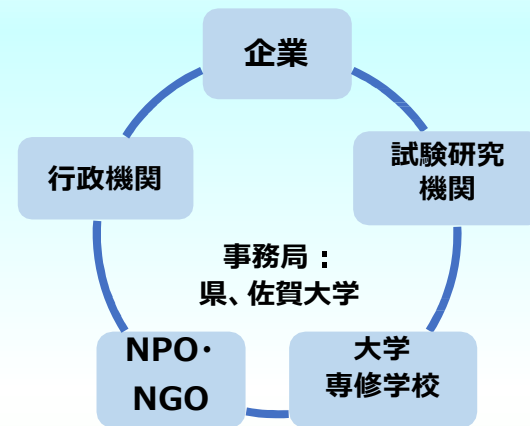 企業
行政機関
試験研究
機関
事務局：
県、佐賀大学
NPO・
NGO
大学
専修学校